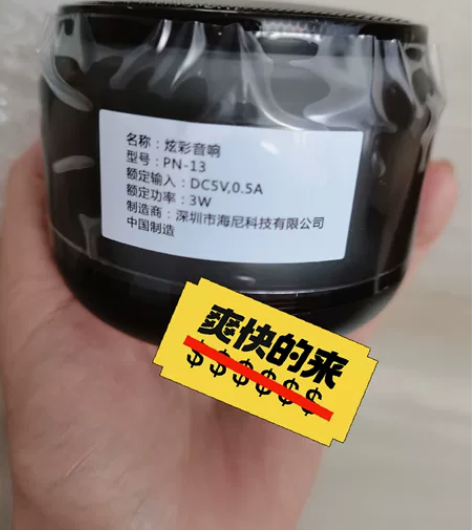 名称：炫彩音响
型号：PN-13
额定输入：DC5V,0.5A
额定功率：3W
制造商：深圳市海尼科技有限公司
中国制造
爽快的来
$$$$$$